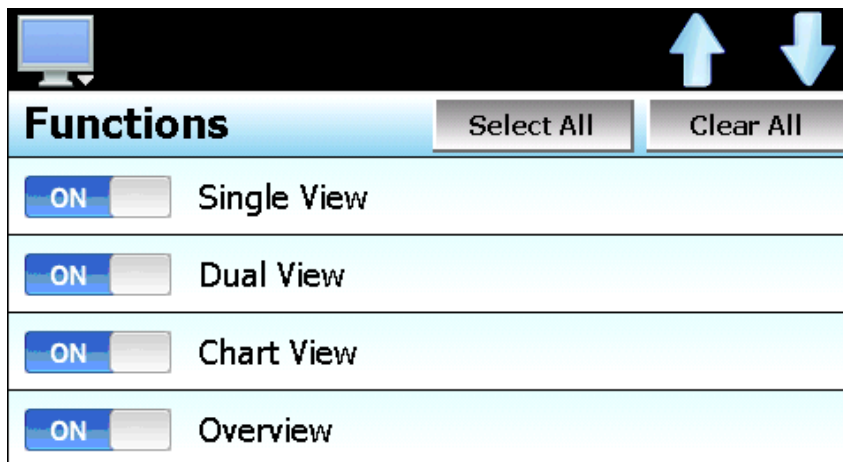 Functions Select All Clear All
ON Single View
ON Dual View
ON Chart View
ON Overview